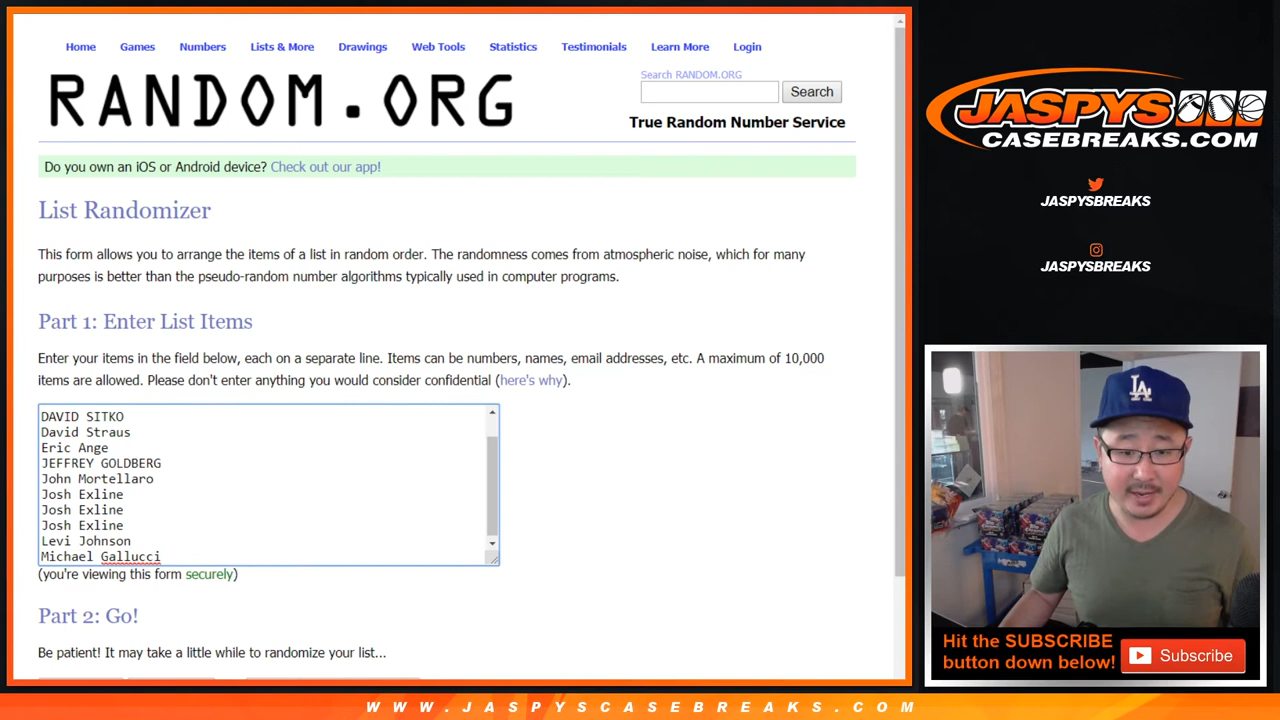 Home Games Numbers Lists & More Drawings Web Tools Statistics Testimonials Learn More Login
RANDOM.ORG
Search RANDOM.ORG
Search
True Random Number Service
Do you own an iOS or Android device? Check out our app!
List Randomizer
This form allows you to arrange the items of a list in random order. The randomness comes from atmospheric noise, which for many
purposes is better than the pseudo-random number algorithms typically used in computer programs.
Part 1: Enter List Items
Enter your items in the field below, each on a separate line. Items can be numbers, names, email addresses, etc. A maximum of 10,000
items are allowed. Please don't enter anything you would consider confidential (here's why).
DAVID SITKO
David Straus
Eric Ange
JEFFREY GOLDBERG
John Mortellaro
Josh Exline
Josh Exline
Josh Exline
Levi Johnson
Michael Gallucci
(you're viewing this form securely)
Part 2: Go!
Be patient! It may take a little while to randomize your list...
JASPYS
CASEBREAKS.COM
JASPYSBREAKS
JASPYSBREAKS
LA
Hit the SUBSCRIBE
button down below!
Subscribe
WWW.JASPYSCASEBREAKS.COM